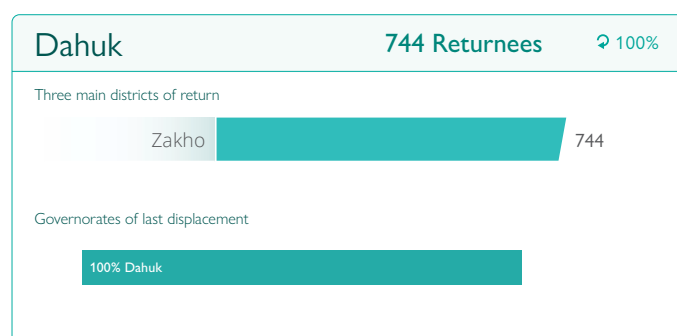 Dahuk 744 Returnees 100%
Three main districts of return
Zakho 744
Governorates of last displacement
100% Dahuk